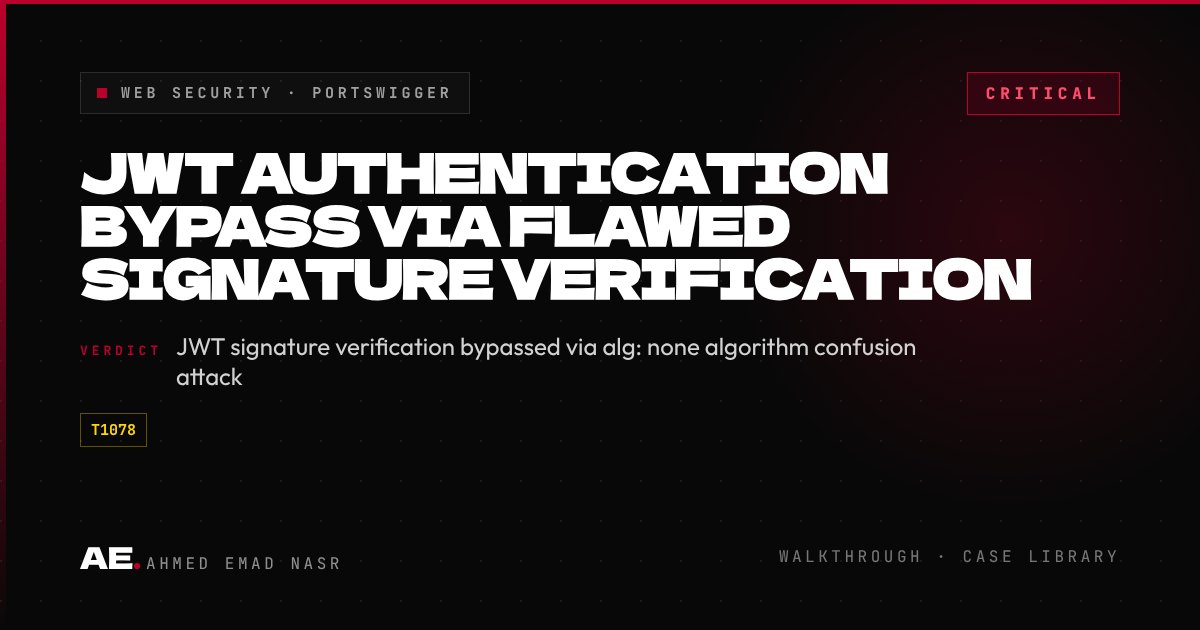 WEB SECURITY · PORTSWIGGER
CRITICAL
JWT AUTHENTICATION
BYPASS VIA FLAWED
SIGNATURE VERIFICATION
VERDICT JWT signature verification bypassed via alg: none algorithm confusion
attack
T1078
AE. AHMED EMAD NASR
WALKTHROUGH · CASE LIBRARY